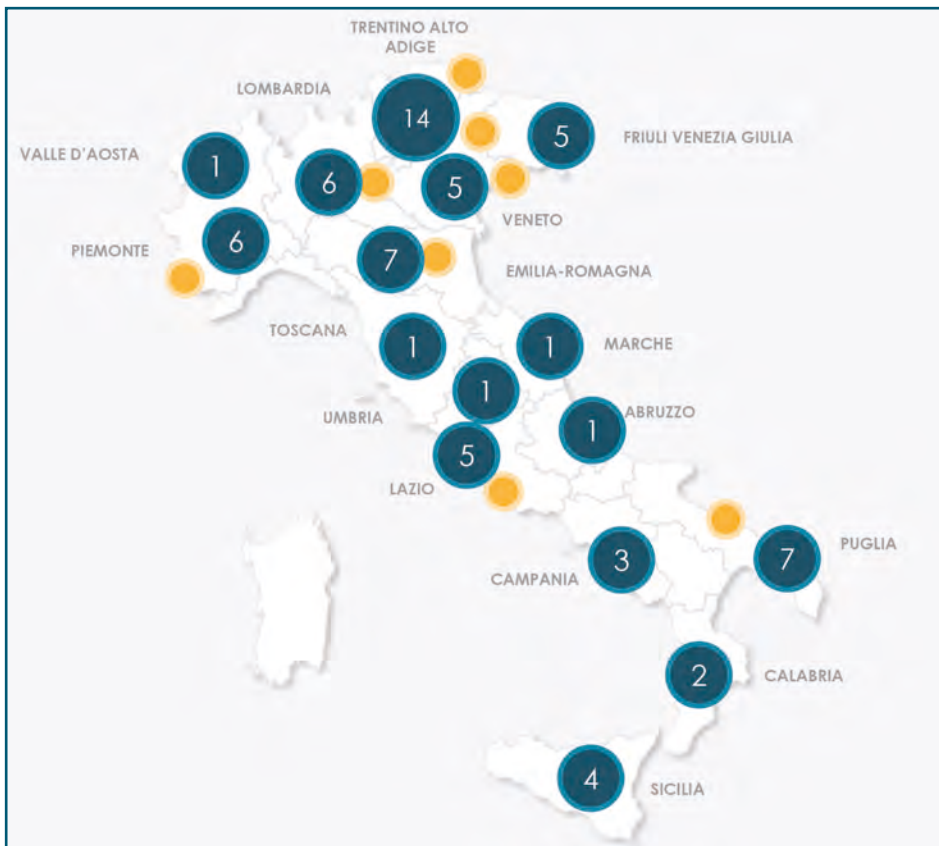 TRENTINO ALTO
ADIGE
LOMBARDIA
14
5
FRIULI VENEZIA GIULIA
VALLE D'AOSTA
1
6
5
VENETO
PIEMONTE
6
7
EMILIA-ROMAGNA
TOSCANA
1
1
MARCHE
UMBRIA
1
ABRUZZO
1
5
LAZIO
CAMPANIA
3
7
PUGLIA
2
CALABRIA
4
SICILIA